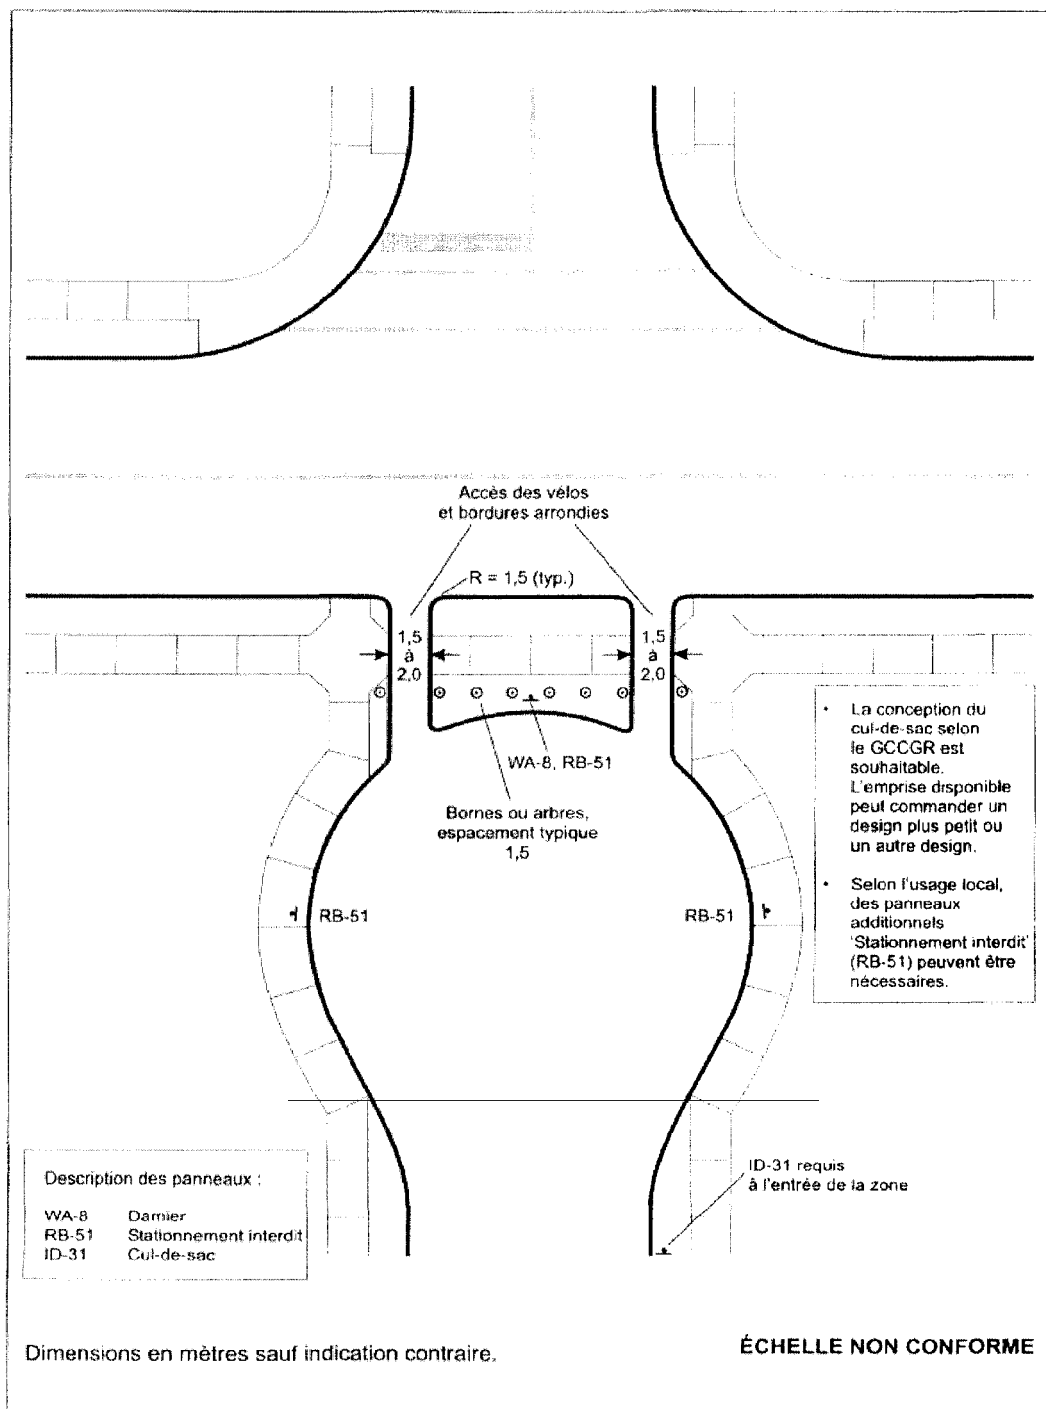 Accès des vélos
et bordures arrondies
R = 1,5 (typ.)
1,5
à
2,0
1,5
à
2,0
WA-8, RB-51
Bornes ou arbres,
espacement typique
1,5
• La conception du
cul-de-sac selon
le GCCGR est
souhaitable.
L'emprise disponible
peut commander un
design plus petit ou
un autre design.
• Selon l'usage local,
des panneaux
additionnels
'Stationnement interdit'
(RB-51) peuvent être
nécessaires.
RB-51
RB-51
ID-31 requis
à l'entrée de la zone
Description des panneaux :
WA-8 Damier
RB-51 Stationnement interdit
ID-31 Cul-de-sac
Dimensions en mètres sauf indication contraire.
ÉCHELLE NON CONFORME